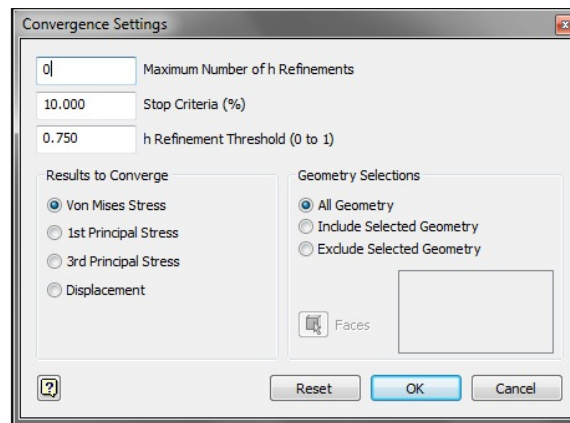 Convergence Settings
x
0 Maximum Number of h Refinements
10.000 Stop Criteria (%)
0.750 h Refinement Threshold (0 to 1)
Results to Converge
Von Mises Stress
1st Principal Stress
3rd Principal Stress
Displacement
Geometry Selections
All Geometry
Include Selected Geometry
Exclude Selected Geometry
Faces
? Reset OK Cancel